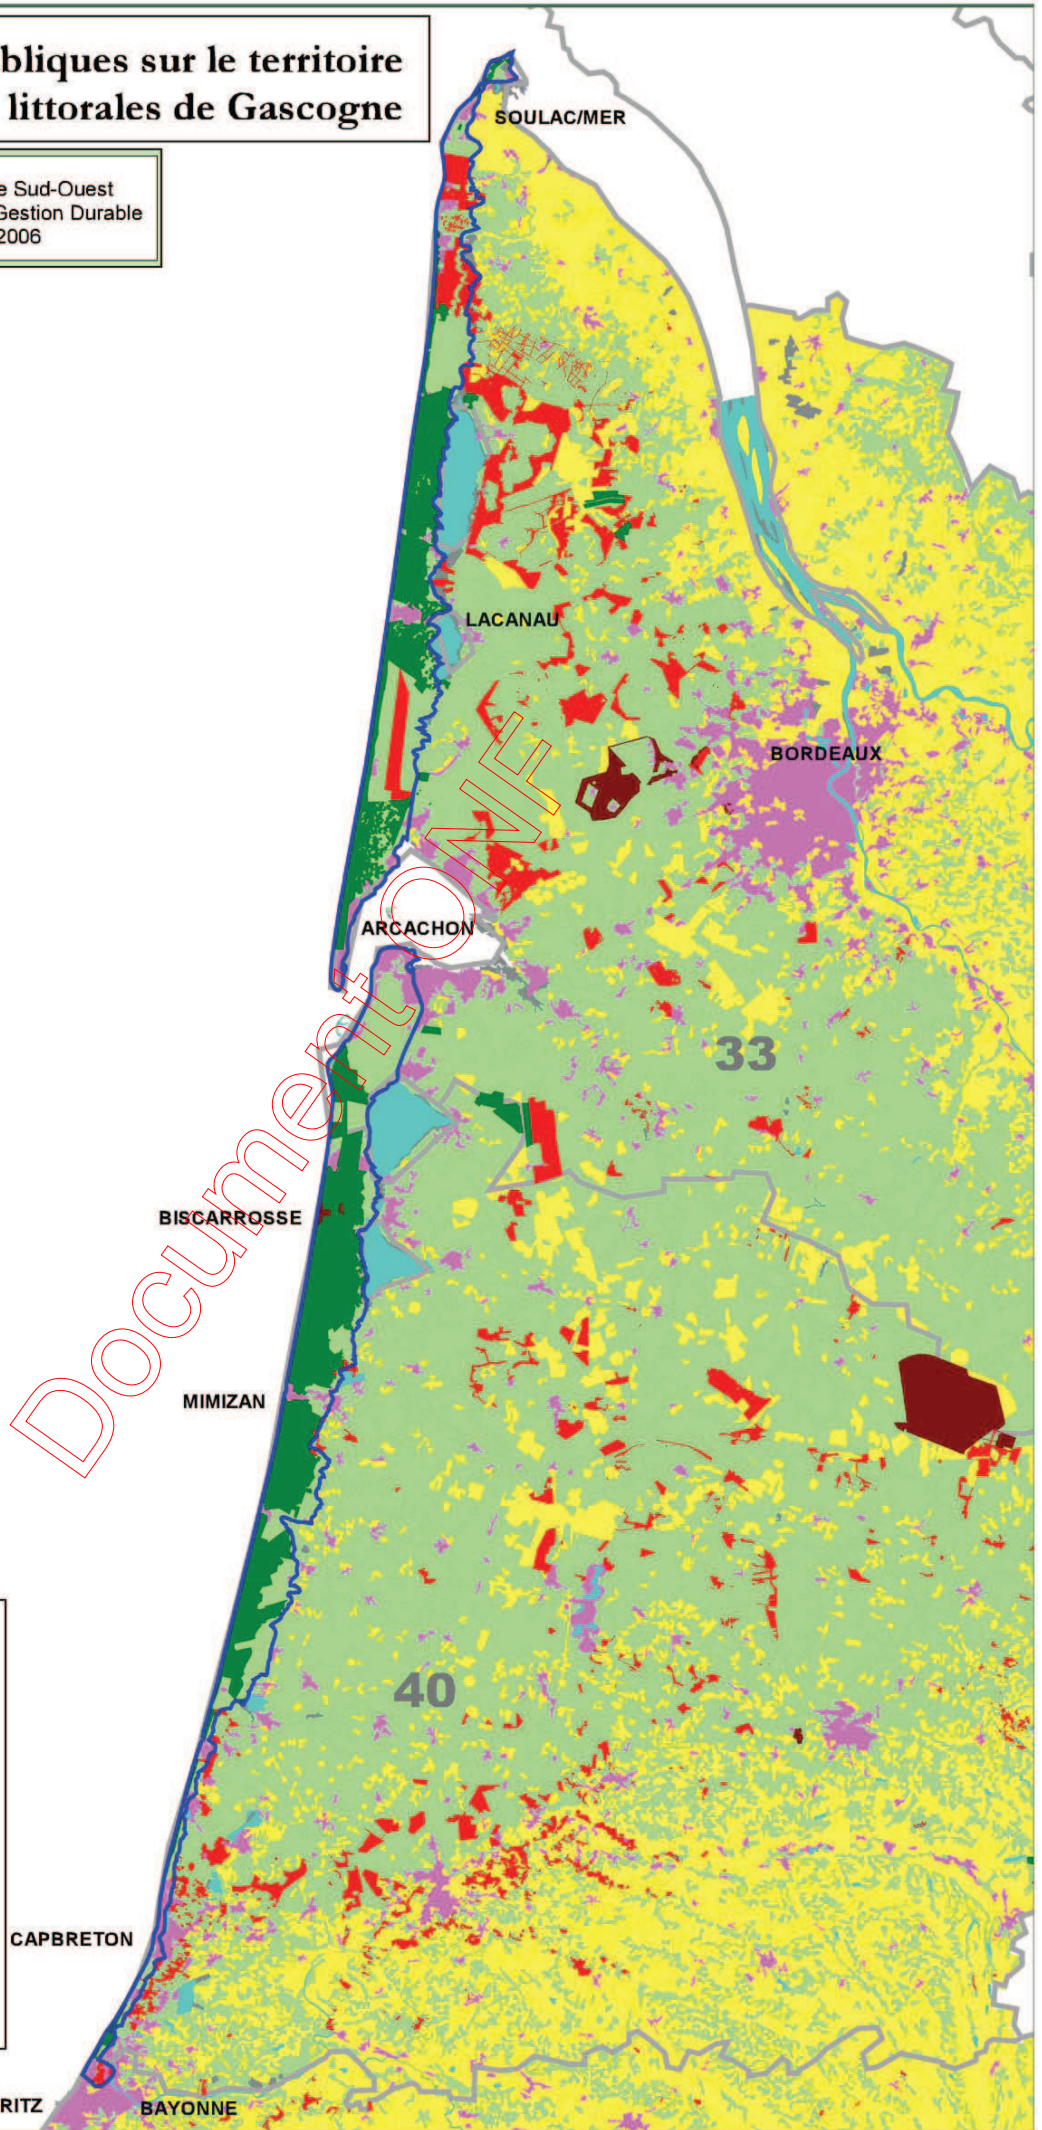 bliques sur le territoire
littorales de Gascogne
e Sud-Ouest
Gestion Durable
2006
SOULAC/MER
LACANAU
BORDEAUX
ARCACHON
33
BISCARROSSE
MIMIZAN
40
CAPBRETON
RITZ
BAYONNE
Document ONF